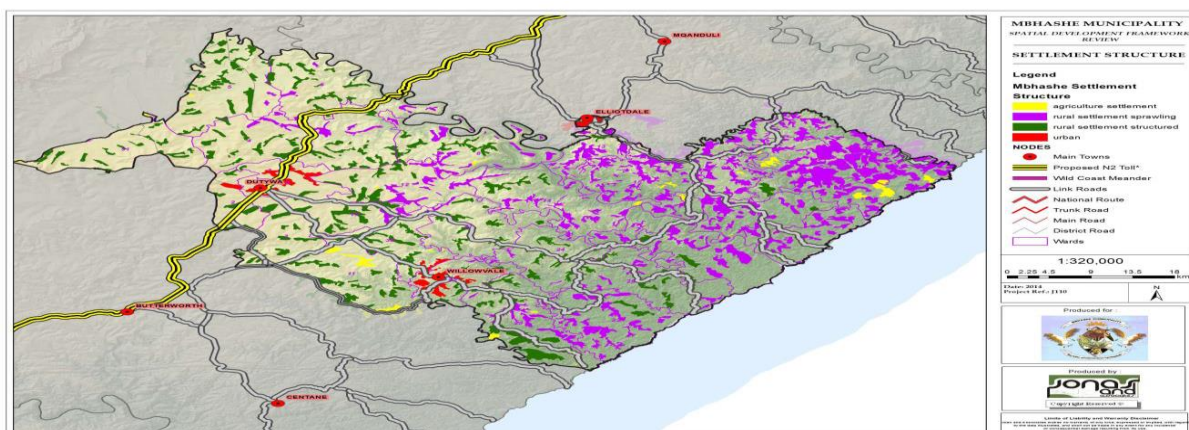 MBHASHE MUNICIPALITY
SPATIAL DEVELOPMENT FRAMEWORK
REVIEW
SETTLEMENT STRUCTURE
Legend
Mbhashe Settlement
Structure
agriculture settlement
rural settlement sprawling
rural settlement structured
urban
NODES
Main Towns
Proposed N2 Toll*
Wild Coast Meander
Link Roads
National Route
Trunk Road
Main Road
District Road
Wards
1:320,000
0 2.25 4.5 9 13.5 18
km
Date: 2014
Project Ref.: J110
N
Produced for :
Produced by :
Copyright Reserved ©
Limits of Liability and Warranty Disclaimer
MQANDULI
ELLIOTDALE
DUTYWA
WILLOWVALE
BUTTERWORTH
CENTANE